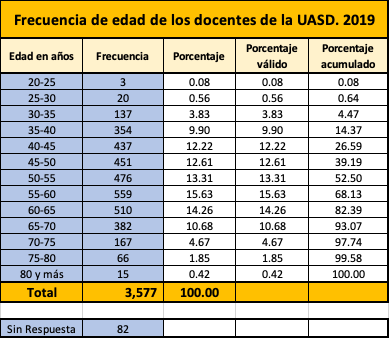 Frecuencia de edad de los docentes de la UASD. 2019
Edad en años Frecuencia Porcentaje Porcentaje válido Porcentaje acumulado
20-25 3 0.08 0.08 0.08
25-30 20 0.56 0.56 0.64
30-35 137 3.83 3.83 4.47
35-40 354 9.90 9.90 14.37
40-45 437 12.22 12.22 26.59
45-50 451 12.61 12.61 39.19
50-55 476 13.31 13.31 52.50
55-60 559 15.63 15.63 68.13
60-65 510 14.26 14.26 82.39
65-70 382 10.68 10.68 93.07
70-75 167 4.67 4.67 97.74
75-80 66 1.85 1.85 99.58
80 y más 15 0.42 0.42 100.00
Total 3,577 100.00
Sin Respuesta 82